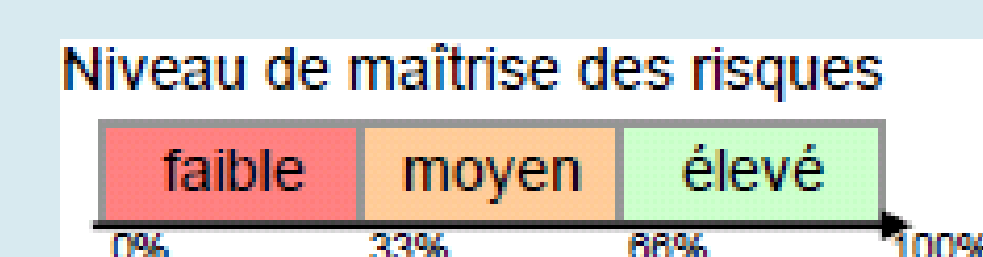 Niveau de maîtrise des risques
faible moyen élevé
0% 33% 66% 100%